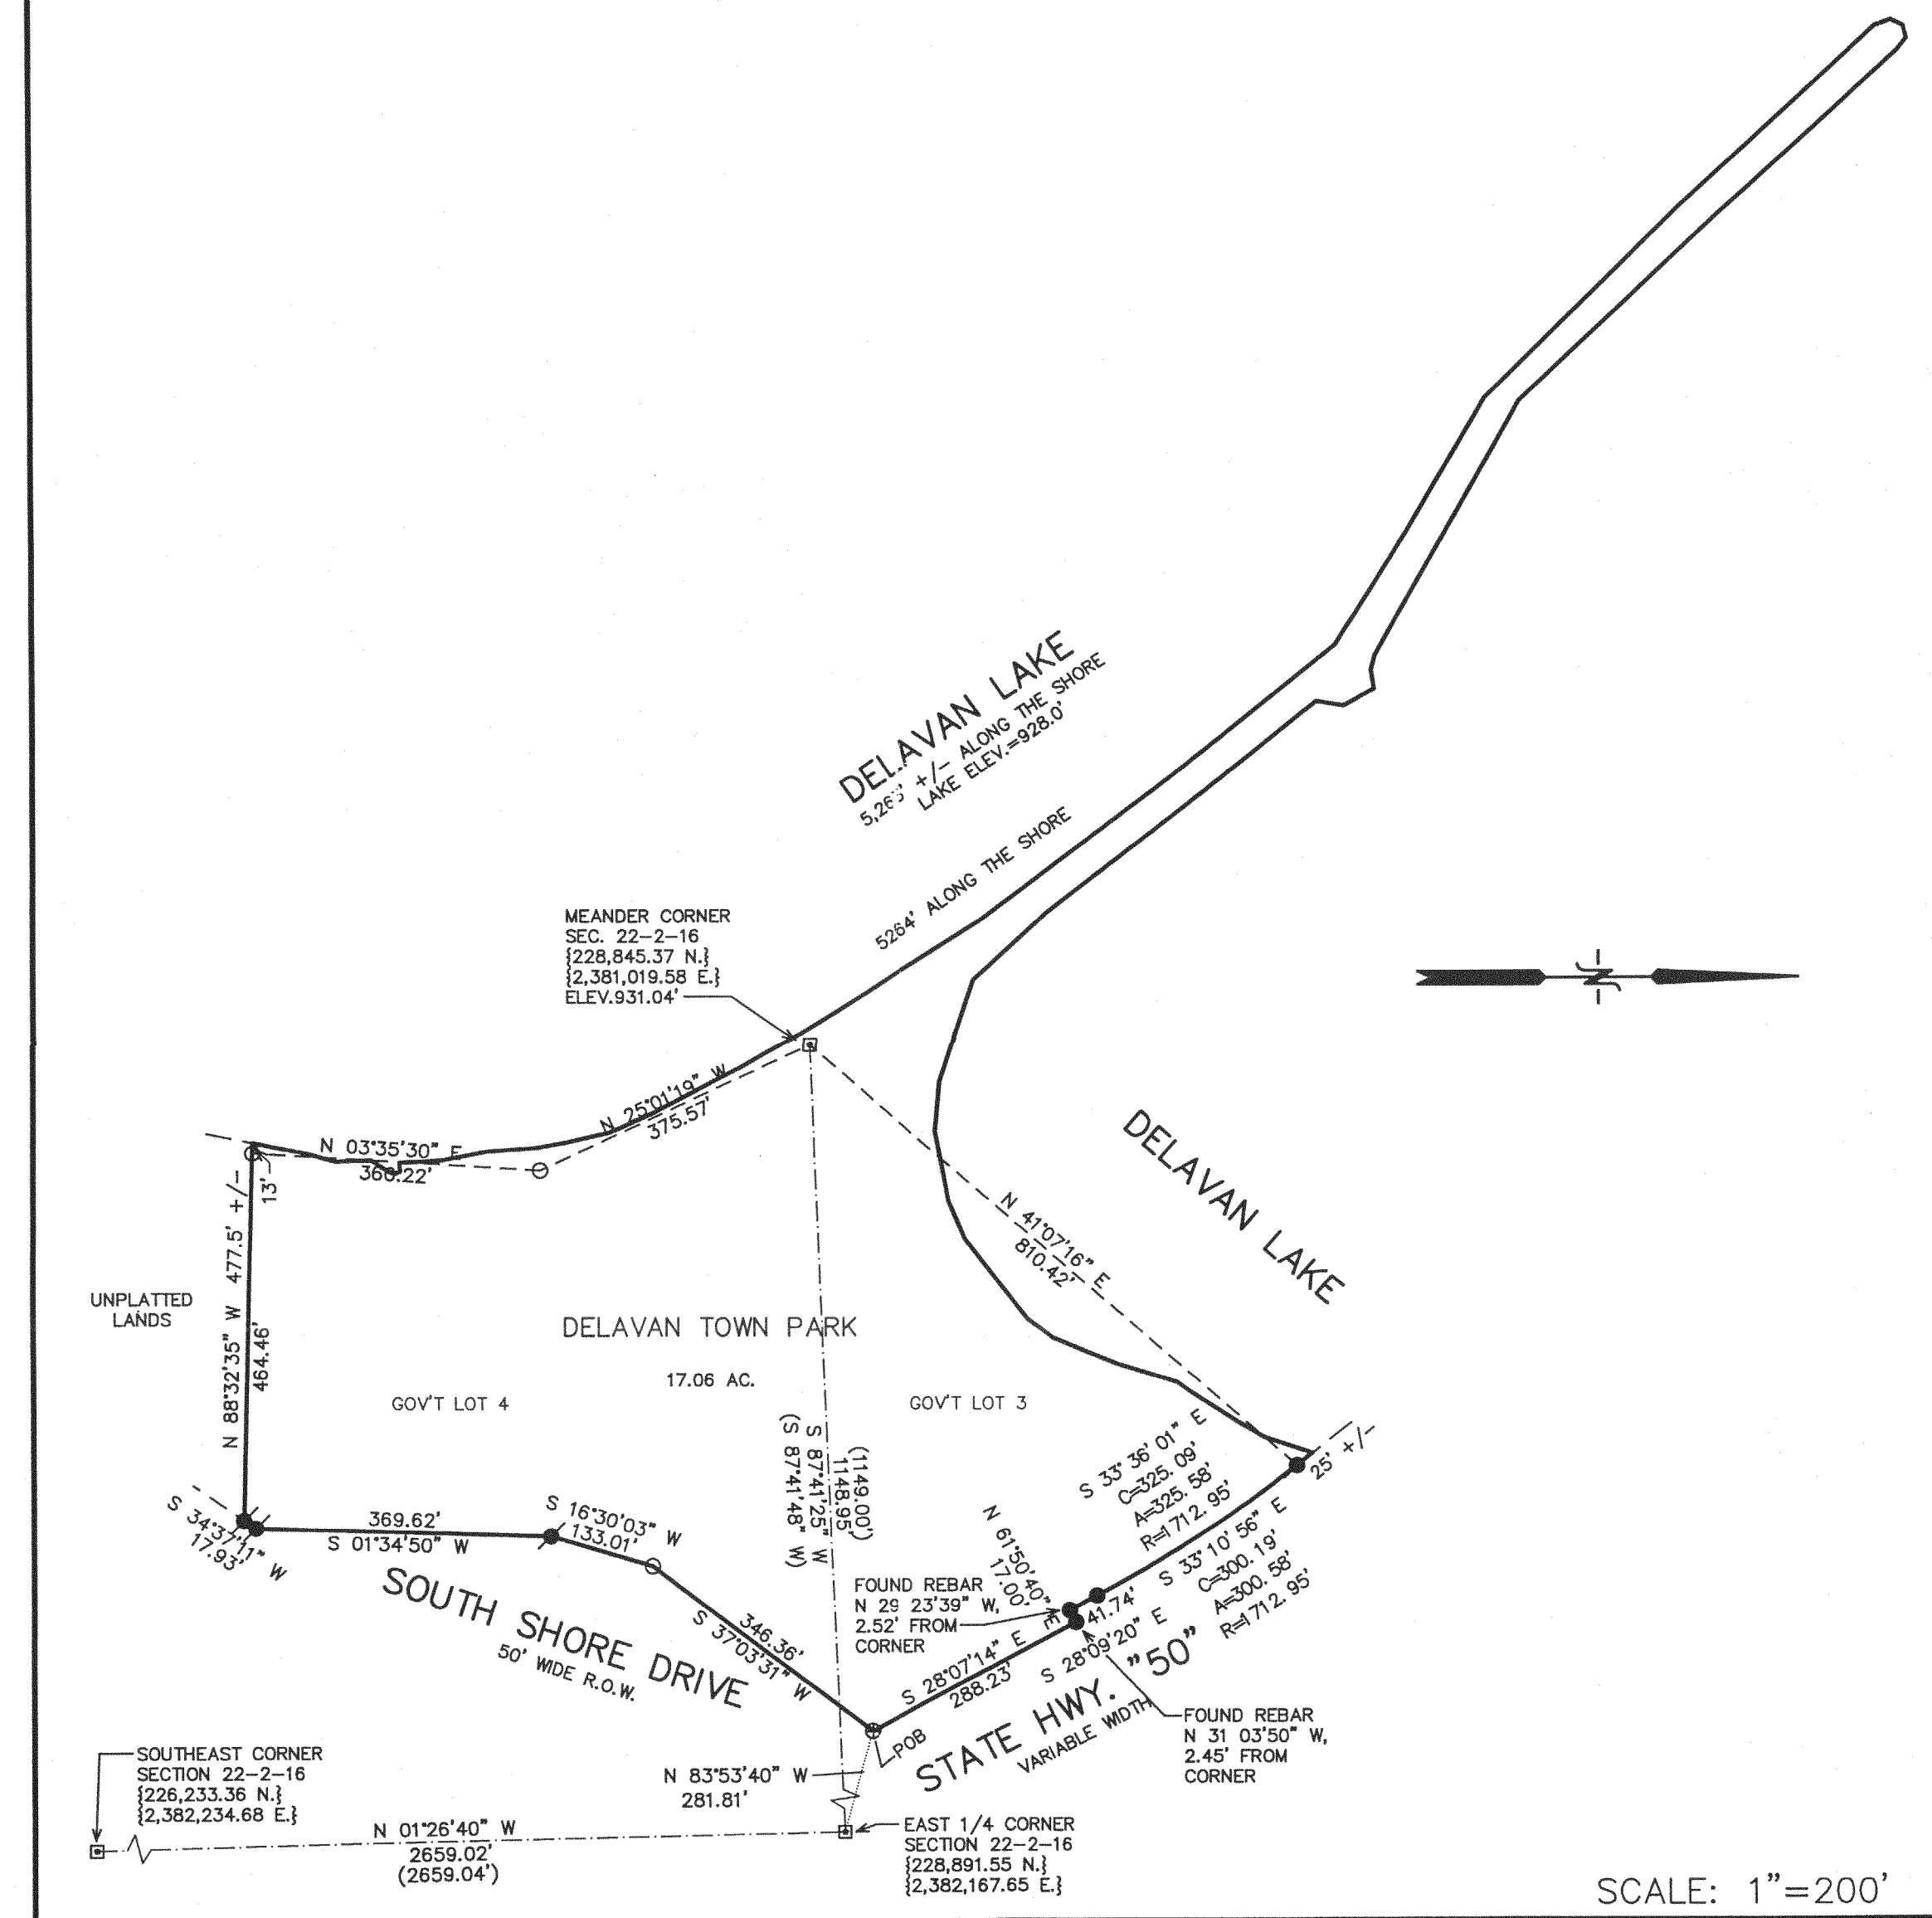 DELAVAN LAKE
5,263' +/- ALONG THE SHORE
LAKE ELEV.=928.0'
5264' ALONG THE SHORE
MEANDER CORNER
SEC. 22-2-16
{228,845.37 N.}
{2,381,019.58 E.}
ELEV.931.04'
N
N 25°01'19" W
375.57'
N 03°35'30" E
366.22'
13'
N 88°32'35" W 477.5' +/-
464.46'
UNPLATTED
LANDS
DELAVAN LAKE
N 41°07'16" E
810.42'
DELAVAN TOWN PARK
17.06 AC.
GOV'T LOT 4
GOV'T LOT 3
(1149.00')
1148.95'
S 87°41'25" W
(S 87°41'48" W)
25' +/-
S 33°36'01" E
C=325.09'
A=325.58'
R=1712.95'
S 33°10'56" E
C=300.19'
A=300.58'
R=1712.95'
N 61°50'40" E
17.00'
41.74'
S 28°09'20" E
FOUND REBAR
N 29 23'39" W,
2.52' FROM
CORNER
S 28°07'14" E
288.23'
S 34°37'11" W
17.93'
369.62'
S 01°34'50" W
S 16°30'03" W
133.01'
346.36'
S 37°03'31" W
SOUTH SHORE DRIVE
50' WIDE R.O.W.
STATE HWY. "50"
VARIABLE WIDTH
POB
FOUND REBAR
N 31 03'50" W,
2.45' FROM
CORNER
SOUTHEAST CORNER
SECTION 22-2-16
{226,233.36 N.}
{2,382,234.68 E.}
N 83°53'40" W
281.81'
N 01°26'40" W
2659.02'
(2659.04')
EAST 1/4 CORNER
SECTION 22-2-16
{228,891.55 N.}
{2,382,167.65 E.}
SCALE: 1"=200'